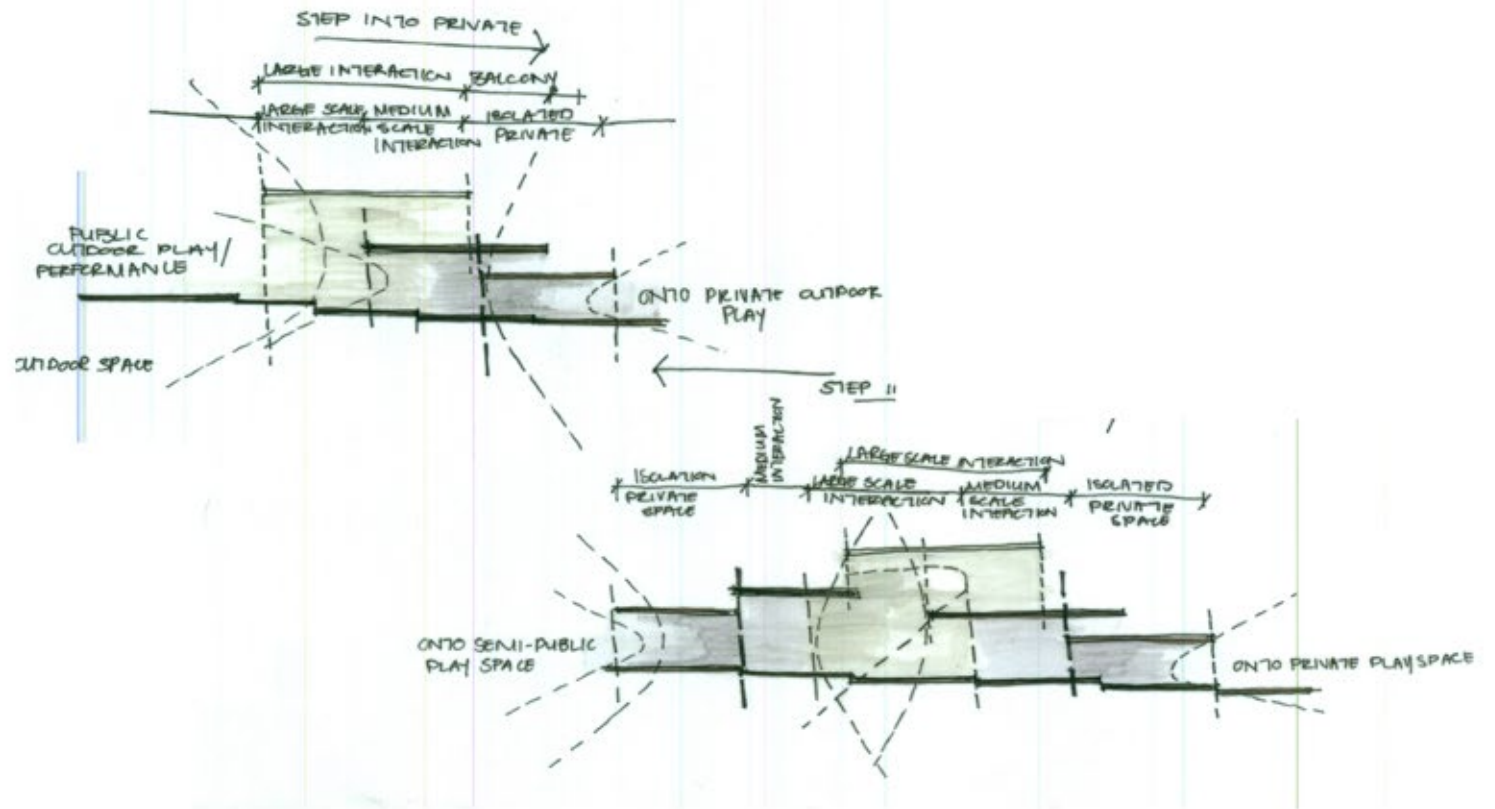 STEP INTO PRIVATE
LARGE INTERACTION
BALCONY
LARGE SCALE
INTERACTION
MEDIUM
SCALE
INTERACTION
ISOLATED
PRIVATE
PUBLIC
OUTDOOR PLAY/
PERFORMANCE
OUTDOOR SPACE
ONTO PRIVATE OUTDOOR
PLAY
STEP 11
ISOLATION
PRIVATE
SPACE
MEDIUM
INTERACTION
LARGE SCALE INTERACTION
LARGE SCALE
INTERACTION
MEDIUM
SCALE
INTERACTION
ISOLATED
PRIVATE
SPACE
ONTO SEMI-PUBLIC
PLAY SPACE
ONTO PRIVATE PLAYSPACE